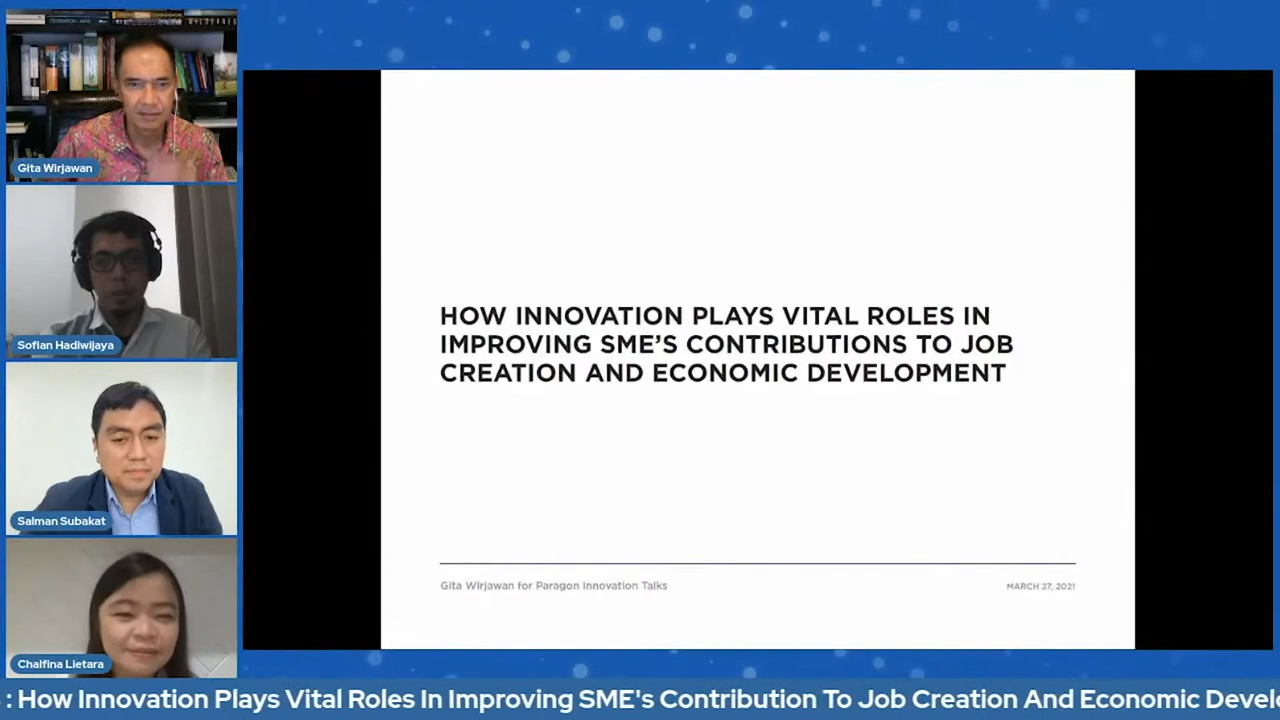 Gita Wirjawan
Sofian Hadiwijaya
Salman Subakat
Chalfina Lietara
HOW INNOVATION PLAYS VITAL ROLES IN
IMPROVING SME'S CONTRIBUTIONS TO JOB
CREATION AND ECONOMIC DEVELOPMENT
Gita Wirjawan for Paragon Innovation Talks
MARCH 27, 2021
: How Innovation Plays Vital Roles In Improving SME's Contribution To Job Creation And Economic Devel